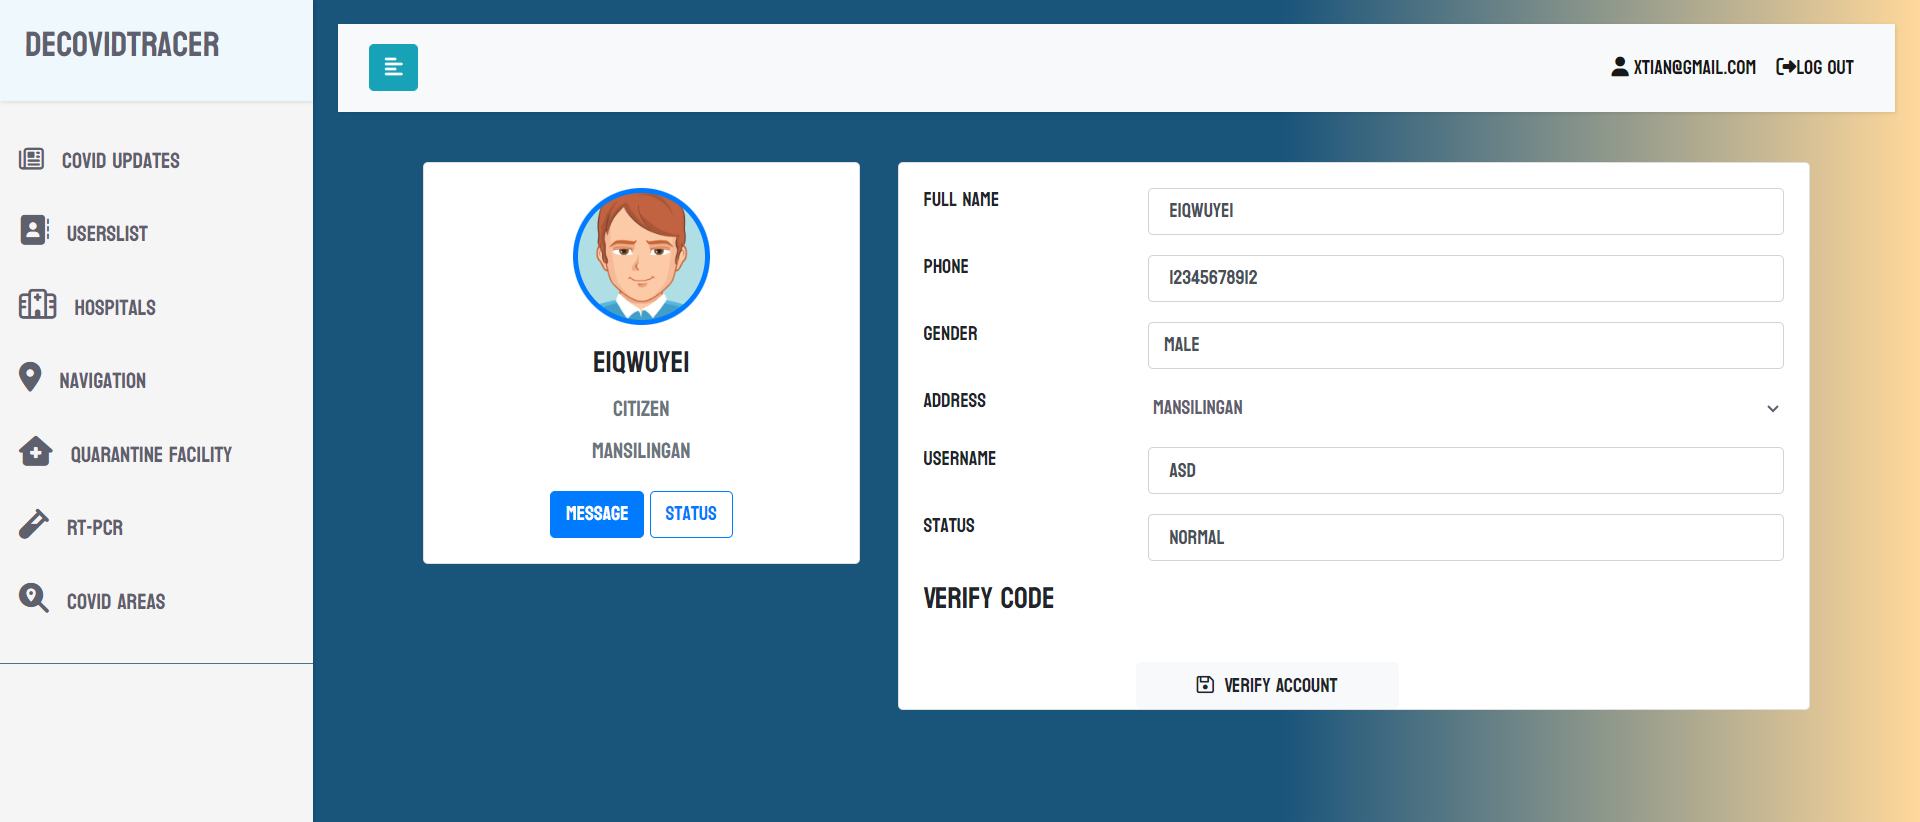 DECOVIDTRACER
COVID UPDATES
USERSLIST
HOSPITALS
NAVIGATION
QUARANTINE FACILITY
RT-PCR
COVID AREAS
XTIAN@GMAIL.COM LOG OUT
EIQWUYEI
CITIZEN
MANSILINGAN
MESSAGE STATUS
FULL NAME EIQWUYEI
PHONE 12345678912
GENDER MALE
ADDRESS MANSILINGAN
USERNAME ASD
STATUS NORMAL
VERIFY CODE
VERIFY ACCOUNT